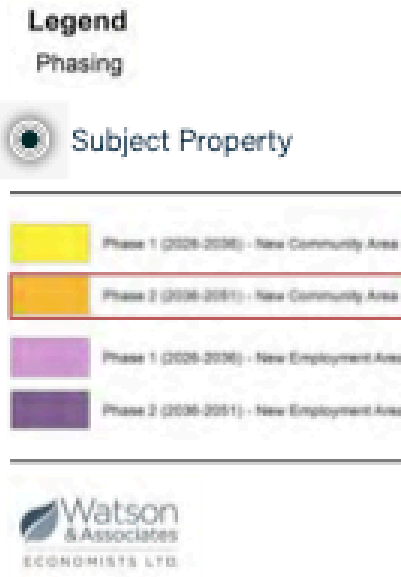 Legend
Phasing
Subject Property
Phase 1 (2026-2036) - New Community Area
Phase 2 (2036-2051) - New Community Area
Phase 1 (2026-2036) - New Employment Area
Phase 2 (2036-2051) - New Employment Area
Watson
& Associates
ECONOMISTS LTD.